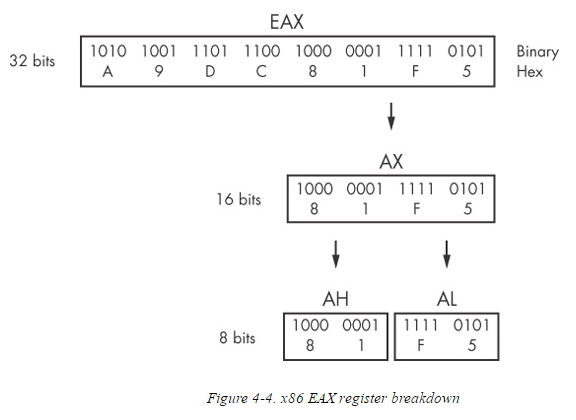 EAX
32 bits
1010 1001 1101 1100 1000 0001 1111 0101 Binary
A 9 D C 8 1 F 5 Hex
AX
16 bits
1000 0001 1111 0101
8 1 F 5
AH AL
8 bits
1000 0001 1111 0101
8 1 F 5
Figure 4-4. x86 EAX register breakdown